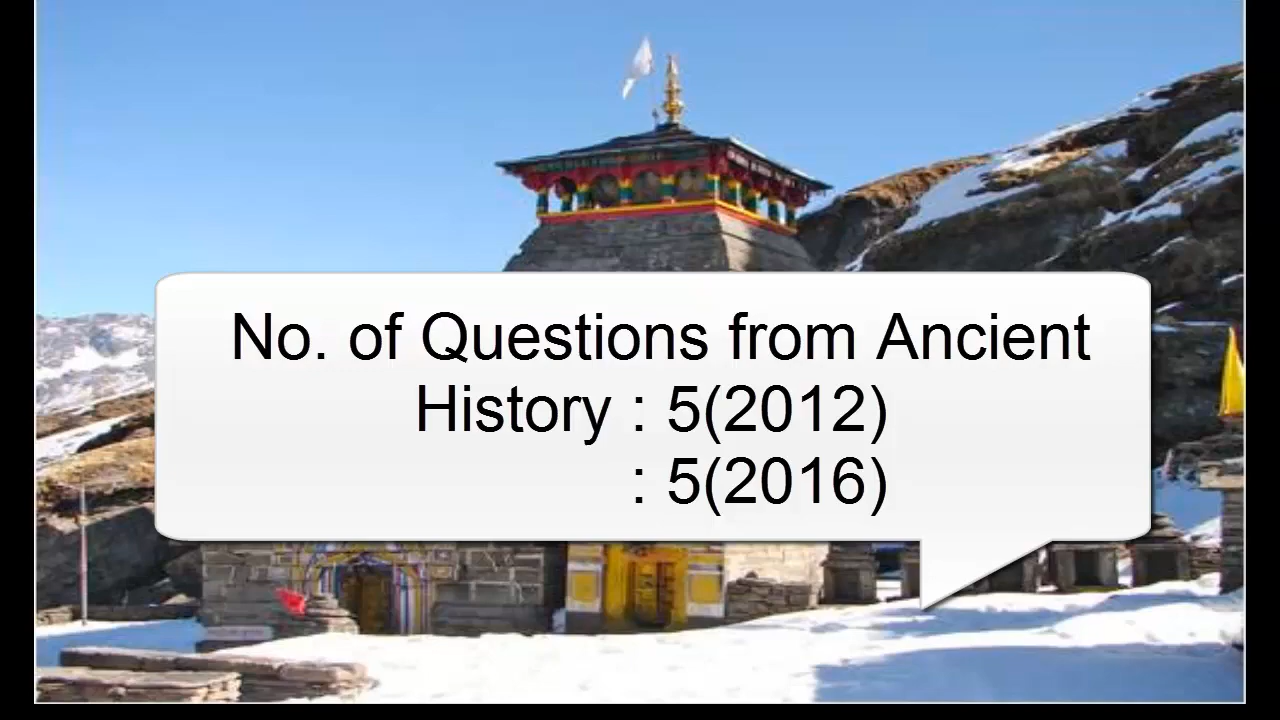 No. of Questions from Ancient
History : 5(2012)
: 5(2016)